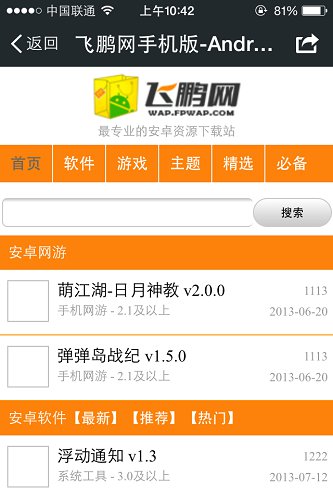 中国联通 上午10:42 81%
返回 飞鹏网手机版-Andr...
飞鹏网
WAP.FPWAP.COM
最专业的安卓资源下载站
首页 软件 游戏 主题 精选 必备
搜索
安卓网游
萌江湖-日月神教 v2.0.0 1113
手机网游 - 2.1及以上 2013-06-20
弹弹岛战纪 v1.5.0 1113
手机网游 - 2.1及以上 2013-06-20
安卓软件【最新】【推荐】【热门】
浮动通知 v1.3 1222
系统工具 - 3.0及以上 2013-07-12